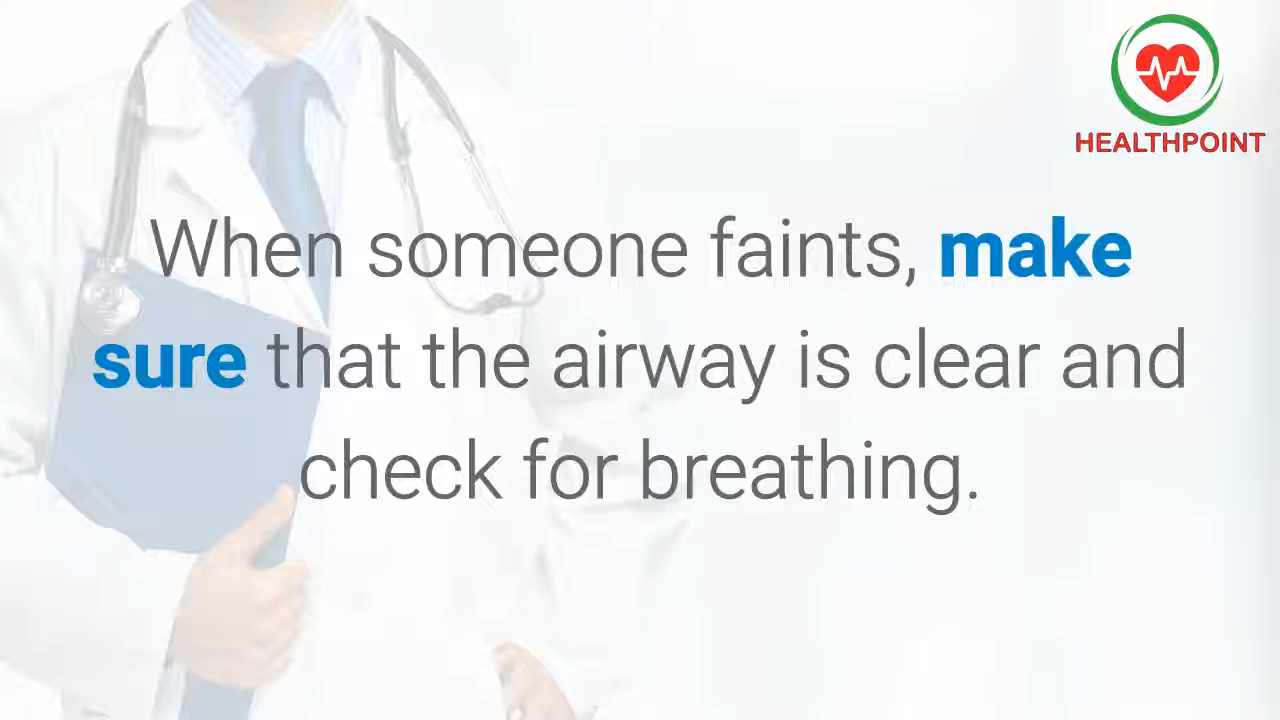 HEALTHPOINT
When someone faints, make
sure that the airway is clear and
check for breathing.